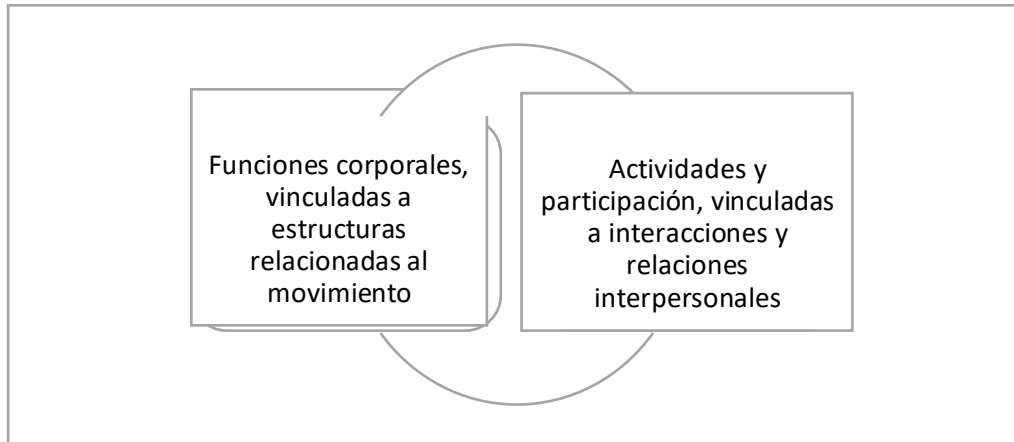 Funciones corporales,
vinculadas a
estructuras
relacionadas al
movimiento
Actividades y
participación, vinculadas
a interacciones y
relaciones
interpersonales